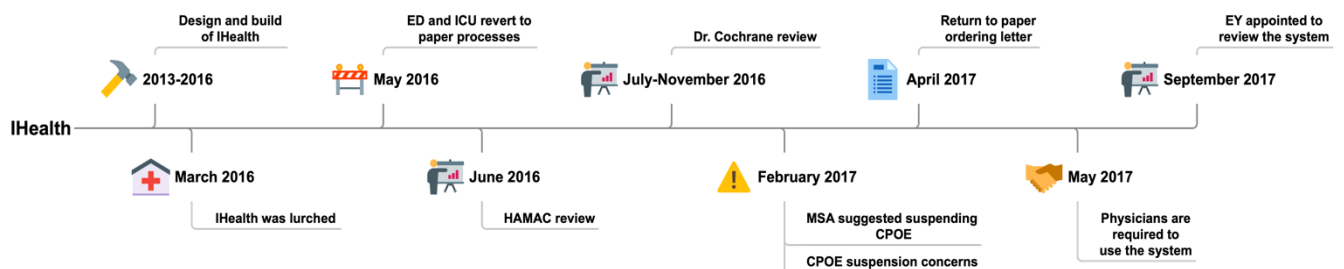 Design and build
of IHealth
2013-2016
ED and ICU revert to
paper processes
May 2016
Dr. Cochrane review
July-November 2016
Return to paper
ordering letter
April 2017
EY appointed to
review the system
September 2017
IHealth
March 2016
IHealth was lurched
June 2016
HAMAC review
February 2017
MSA suggested suspending
CPOE
CPOE suspension concerns
May 2017
Physicians are
required to
use the system